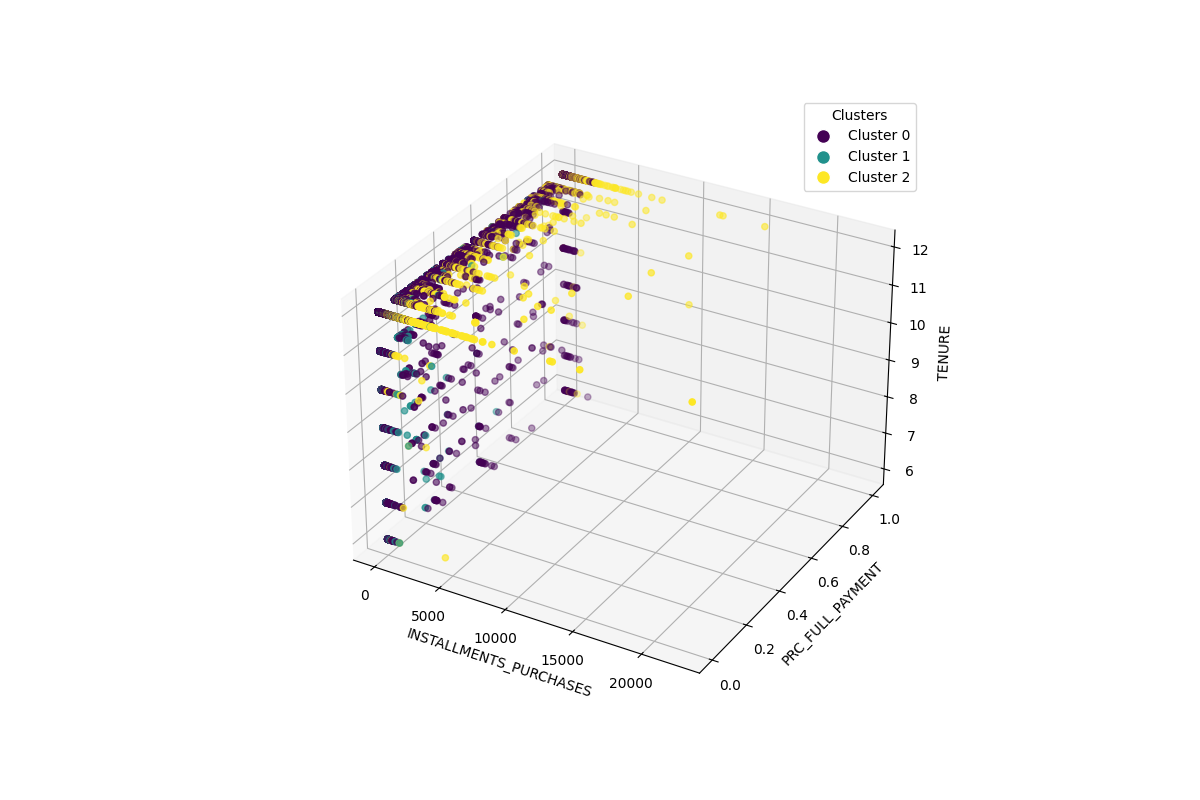 Clusters
Cluster 0
Cluster 1
Cluster 2
12
11
10
9
8
7
6
TENURE
1.0
0.8
0.6
0.4
0.2
0.0
PRC_FULL_PAYMENT
0
5000
10000
15000
20000
INSTALLMENTS_PURCHASES